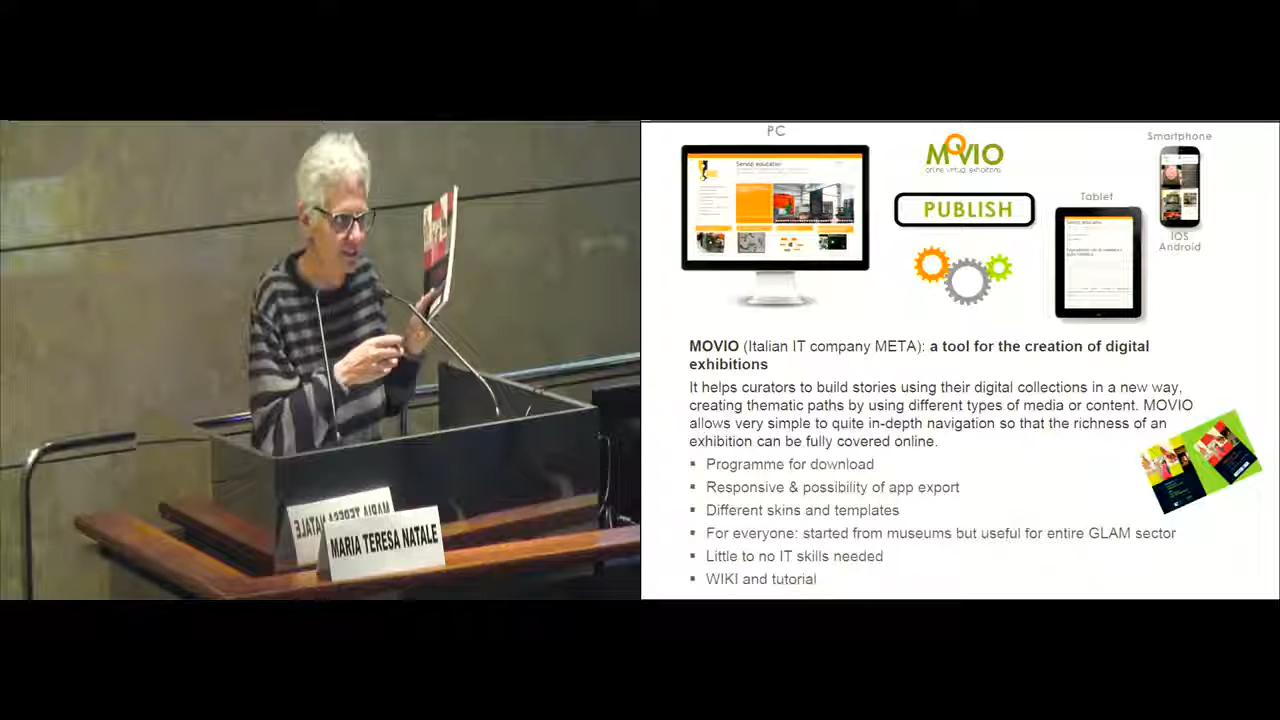 MARIA TERESA NATALE
MARIA TERESA NATALE
PC
Servizi educativi
MOVIO
online virtual exhibitions
PUBLISH
Smartphone
IOS
Android
Tablet
MOVIO (Italian IT company META): a tool for the creation of digital
exhibitions
It helps curators to build stories using their digital collections in a new way,
creating thematic paths by using different types of media or content. MOVIO
allows very simple to quite in-depth navigation so that the richness of an
exhibition can be fully covered online.
▪ Programme for download
▪ Responsive & possibility of app export
▪ Different skins and templates
▪ For everyone: started from museums but useful for entire GLAM sector
▪ Little to no IT skills needed
▪ WIKI and tutorial